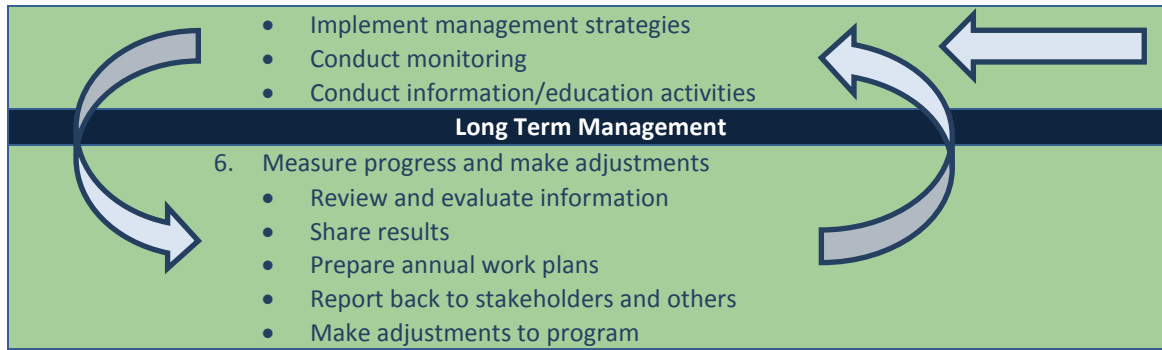 • Implement management strategies
• Conduct monitoring
• Conduct information/education activities
Long Term Management
6. Measure progress and make adjustments
• Review and evaluate information
• Share results
• Prepare annual work plans
• Report back to stakeholders and others
• Make adjustments to program